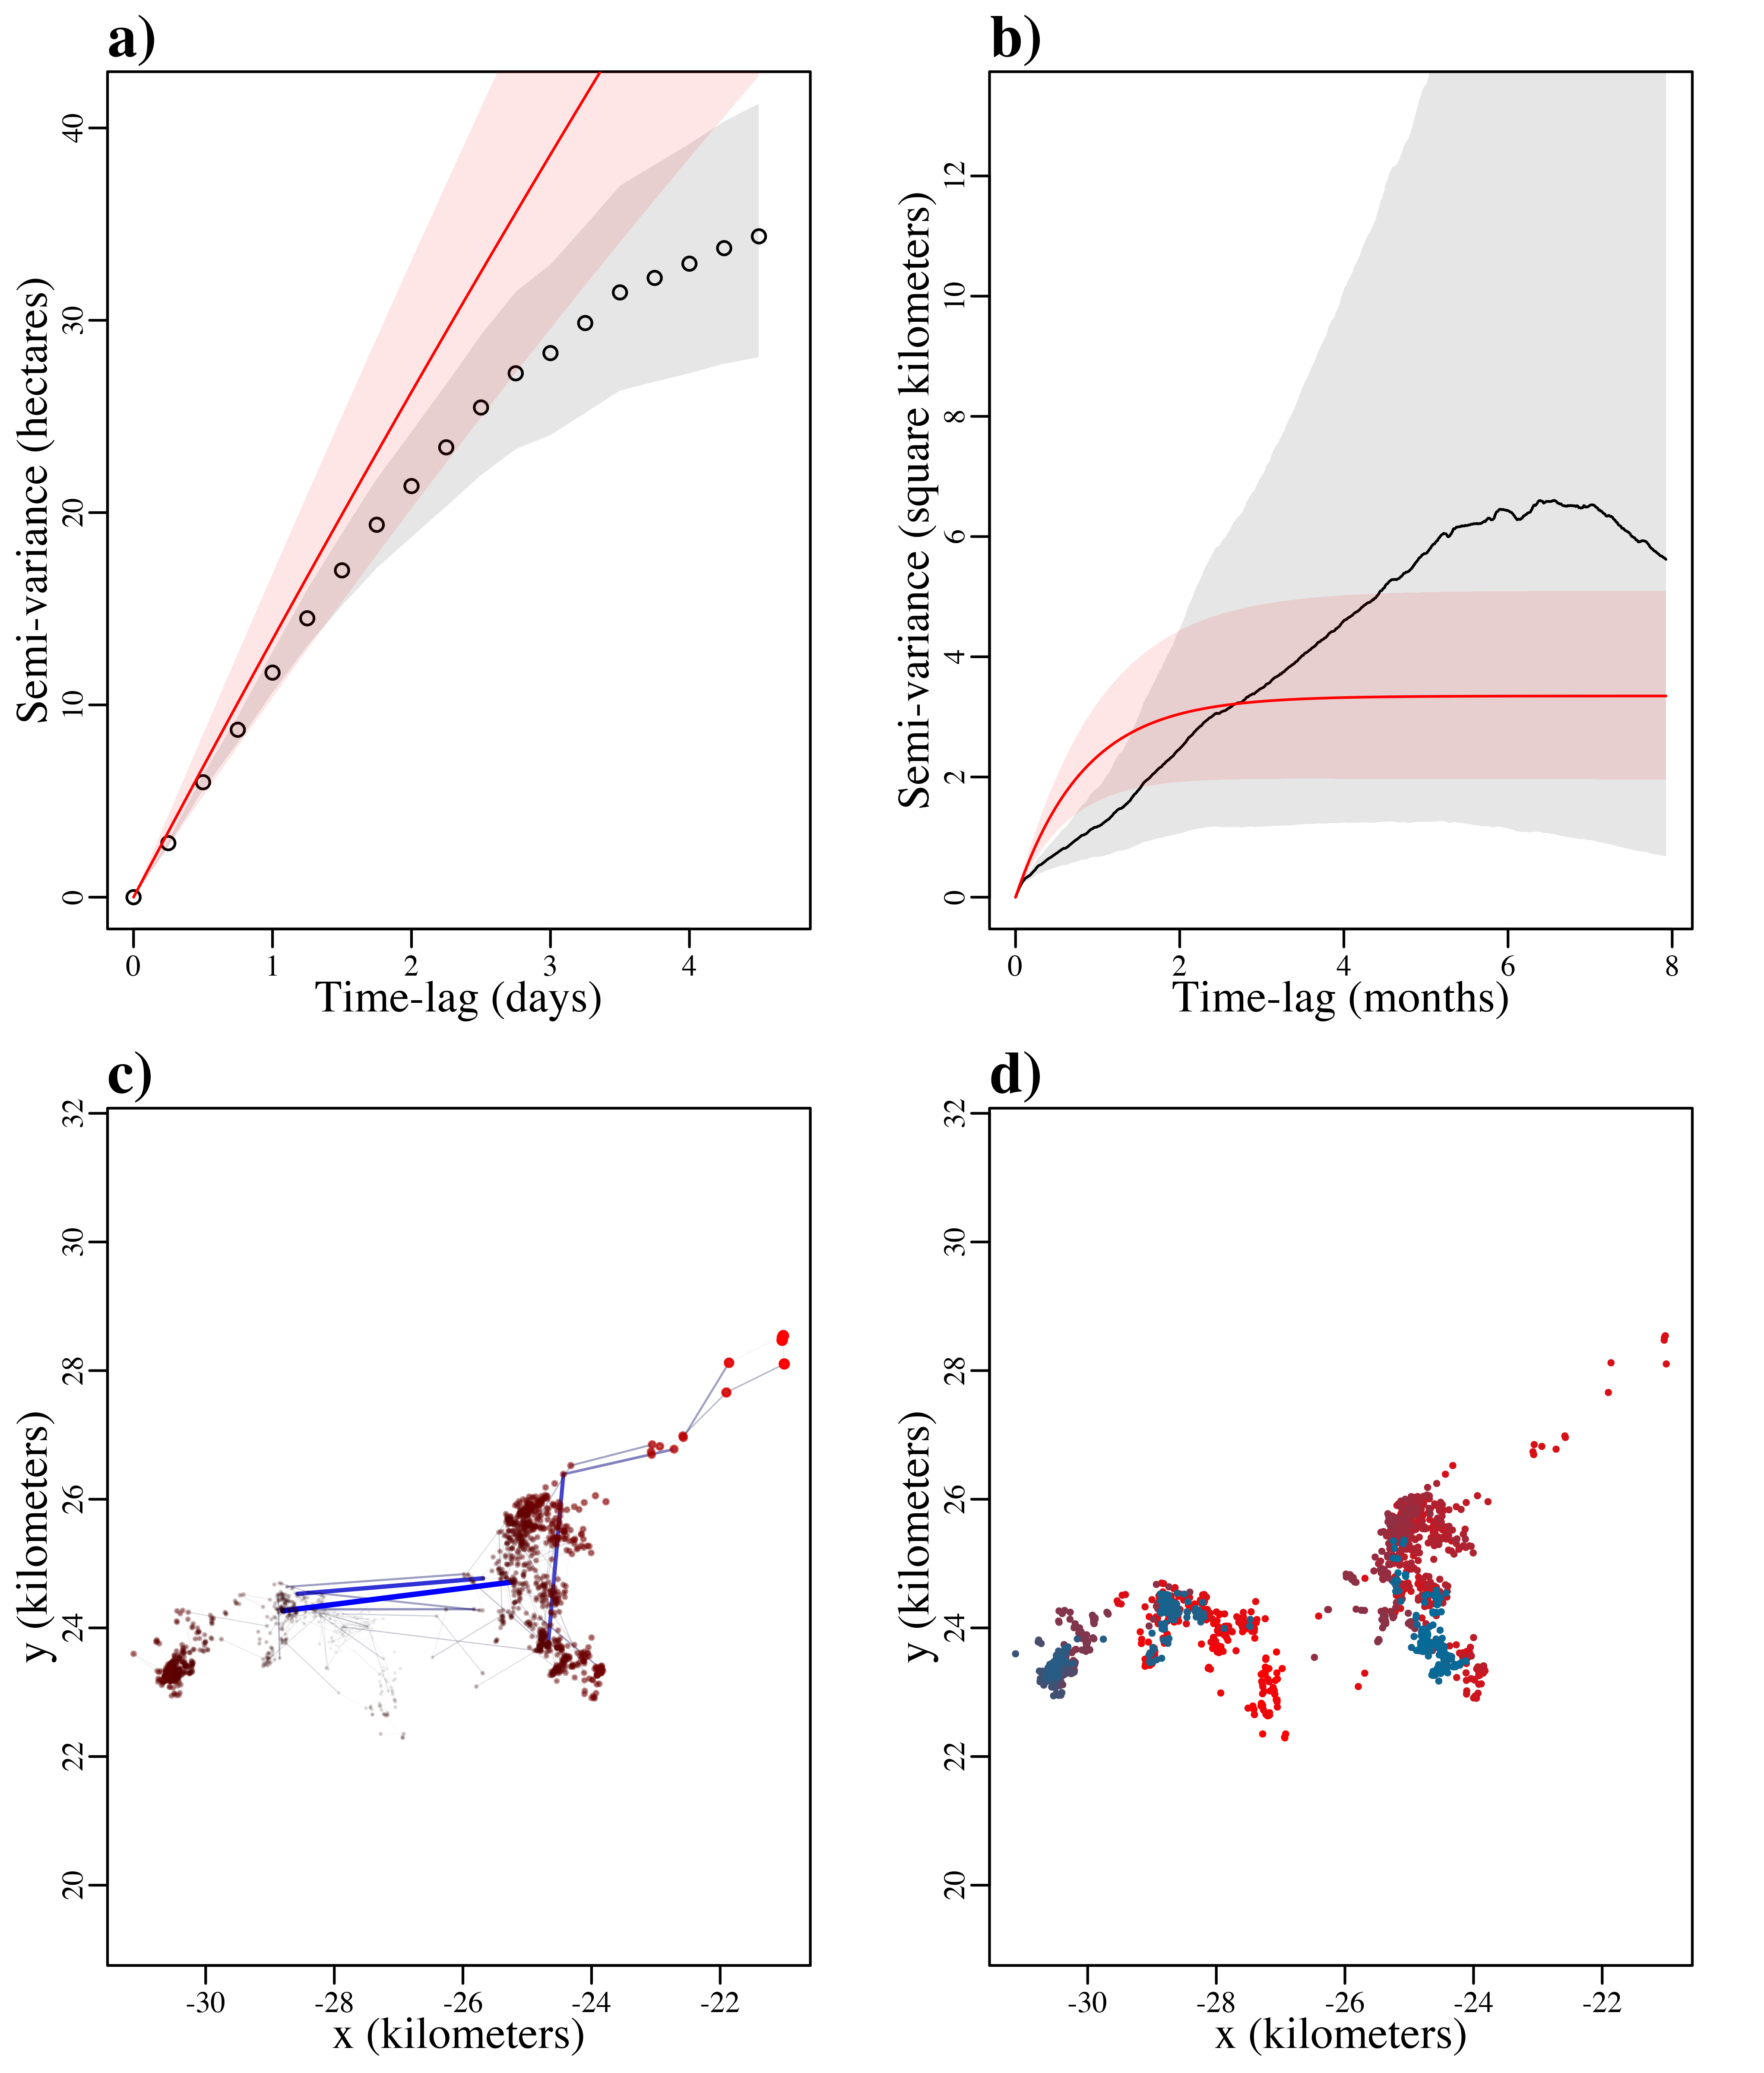 a)
Semi-variance (hectares)
40
30
20
10
0
0 1 2 3 4
Time-lag (days)
b)
Semi-variance (square kilometers)
12
10
8
6
4
2
0
0 2 4 6 8
Time-lag (months)
c)
y (kilometers)
32
30
28
26
24
22
20
-30 -28 -26 -24 -22
x (kilometers)
d)
y (kilometers)
32
30
28
26
24
22
20
-30 -28 -26 -24 -22
x (kilometers)